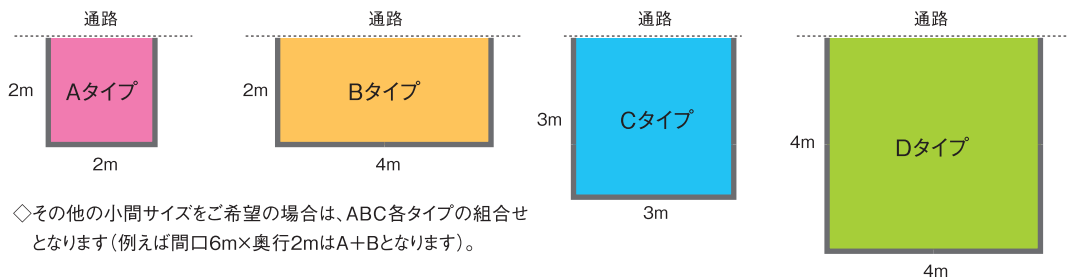 通路
2m
Aタイプ
2m
通路
2m
Bタイプ
4m
通路
3m
Cタイプ
3m
通路
4m
Dタイプ
4m
◇その他の小間サイズをご希望の場合は、ABC各タイプの組合せ
となります（例えば間口6m×奥行2mはA＋Bとなります）。